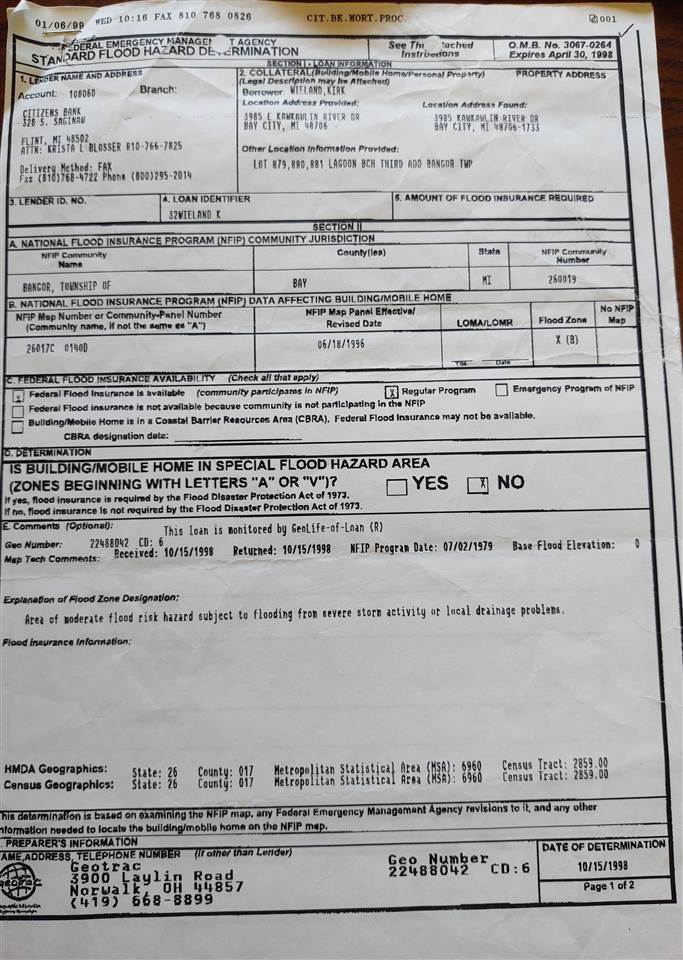 01/06/99 WED 10:16 FAX 810 768 0826 CIT.BK.MORT.PROC 001
FEDERAL EMERGENCY MANAGEMENT AGENCY
STANDARD FLOOD HAZARD DETERMINATION
See The Attached
Instructions
O.M.B. No. 3067-0264
Expires April 30, 1998
SECTION I - LOAN INFORMATION
1. LENDER NAME AND ADDRESS
Account: 108060 Branch:
CITIZENS BANK
328 S. SAGINAW
FLINT, MI 48502
ATTN: KRISTA L BLOSSER 810-766-7825
Delivery Method: FAX
Fax (810)768-4722 Phone (800)295-2014
2. COLLATERAL (Building/Mobile Home/Personal Property) PROPERTY ADDRESS
(Legal Description may be Attached)
Borrower: WIELAND, KIRK
Location Address Provided: Location Address Found:
3985 E KAWKAWLIN RIVER DR 3985 KAWKAWLIN RIVER DR
BAY CITY, MI 48706 BAY CITY, MI 48706-1733
Other Location Information Provided:
LOT 879,880,881 LAGOON BCH THIRD ADD BANGOR TWP
3. LENDER ID. NO. 4. LOAN IDENTIFIER 5. AMOUNT OF FLOOD INSURANCE REQUIRED
32WIELAND K
SECTION II
A. NATIONAL FLOOD INSURANCE PROGRAM (NFIP) COMMUNITY JURISDICTION
NFIP Community
Name
County(ies) State NFIP Community
Number
BANGOR, TOWNSHIP OF BAY MI 260019
B. NATIONAL FLOOD INSURANCE PROGRAM (NFIP) DATA AFFECTING BUILDING/MOBILE HOME
NFIP Map Number or Community-Panel Number
(Community name, if not the same as "A")
NFIP Map Panel Effective/
Revised Date
LOMA/LOMR Flood Zone No NFIP
Map
26017C 0140D 06/18/1996 X (B)
Yes Date
C. FEDERAL FLOOD INSURANCE AVAILABILITY (Check all that apply)
X Federal Flood Insurance is available (community participates in NFIP) X Regular Program Emergency Program of NFIP
Federal Flood insurance is not available because community is not participating in the NFIP
Building/Mobile Home is in a Coastal Barrier Resources Area (CBRA), Federal Flood Insurance may not be available.
CBRA designation date:
D. DETERMINATION
IS BUILDING/MOBILE HOME IN SPECIAL FLOOD HAZARD AREA
(ZONES BEGINNING WITH LETTERS "A" OR "V")? YES X NO
If yes, flood insurance is required by the Flood Disaster Protection Act of 1973.
If no, flood insurance is not required by the Flood Disaster Protection Act of 1973.
E. Comments (Optional): This loan is monitored by GeoLife-of-Loan (R)
Geo Number: 22488042 CD: 6
Map Tech Comments: Received: 10/15/1998 Returned: 10/15/1998 NFIP Program Date: 07/02/1979 Base Flood Elevation: 0
Explanation of Flood Zone Designation:
Area of moderate flood risk hazard subject to flooding from severe storm activity or local drainage problems.
Flood Insurance Information:
HMDA Geographics: State: 26 County: 017 Metropolitan Statistical Area (MSA): 6960 Census Tract: 2859.00
Census Geographics: State: 26 County: 017 Metropolitan Statistical Area (MSA): 6960 Census Tract: 2859.00
This determination is based on examining the NFIP map, any Federal Emergency Management Agency revisions to it, and any other
information needed to locate the building/mobile home on the NFIP map.
PREPARER'S INFORMATION
NAME, ADDRESS, TELEPHONE NUMBER (If other than Lender)
Geotrac
3900 Laylin Road
Norwalk, OH 44857
(419) 668-8899
Geo Number
22488042 CD:6
DATE OF DETERMINATION
10/15/1998
Page 1 of 2